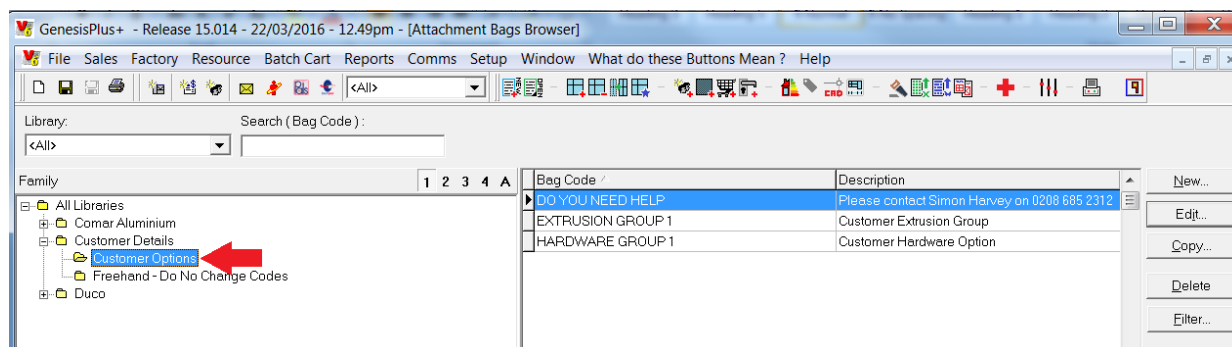 GenesisPlus+ - Release 15.014 - 22/03/2016 - 12.49pm - [Attachment Bags Browser]
File Sales Factory Resource Batch Cart Reports Comms Setup Window What do these Buttons Mean ? Help
<All>
Library:
Search ( Bag Code ) :
<All>
Family 1 2 3 4 A
Bag Code Description
New...
All Libraries
DO YOU NEED HELP Please contact Simon Harvey on 0208 685 2312
Comar Aluminium
EXTRUSION GROUP 1 Customer Extrusion Group
Edit...
Customer Details
HARDWARE GROUP 1 Customer Hardware Option
Copy...
Customer Options
Freehand - Do No Change Codes
Delete
Duco
Filter...